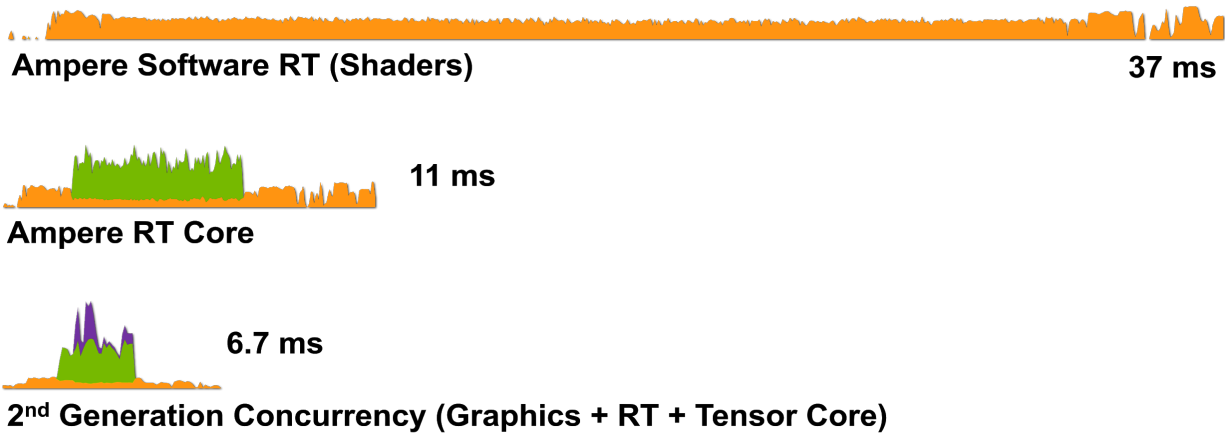 Ampere Software RT (Shaders)
37 ms
11 ms
Ampere RT Core
6.7 ms
2nd Generation Concurrency (Graphics + RT + Tensor Core)